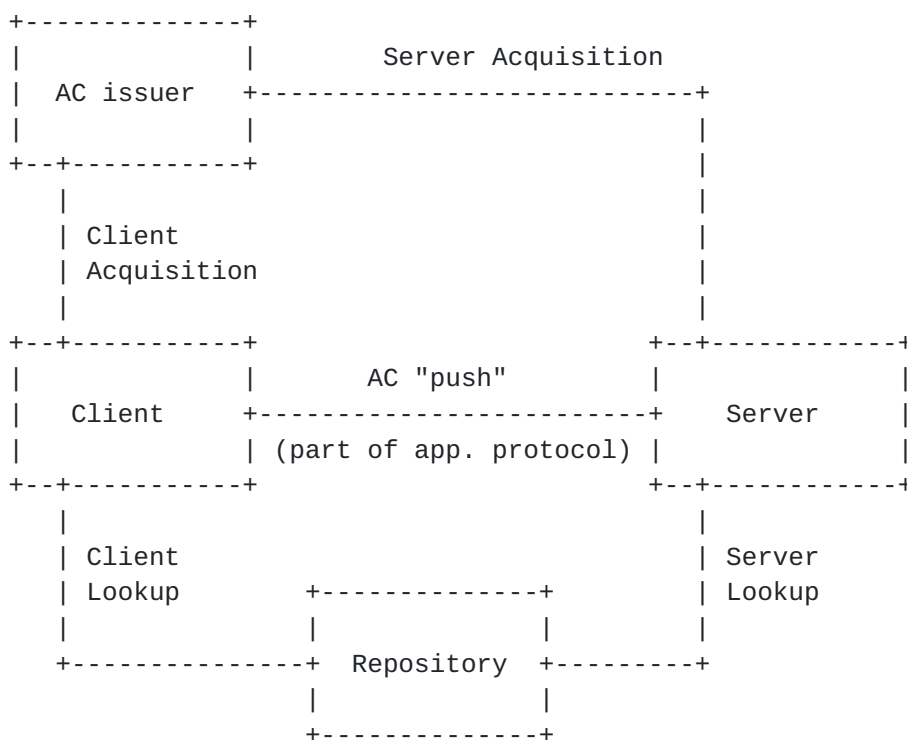 Server Acquisition
AC issuer
Client
Acquisition
AC "push"
Client
Server
(part of app. protocol)
Client
Server
Lookup
Lookup
Repository